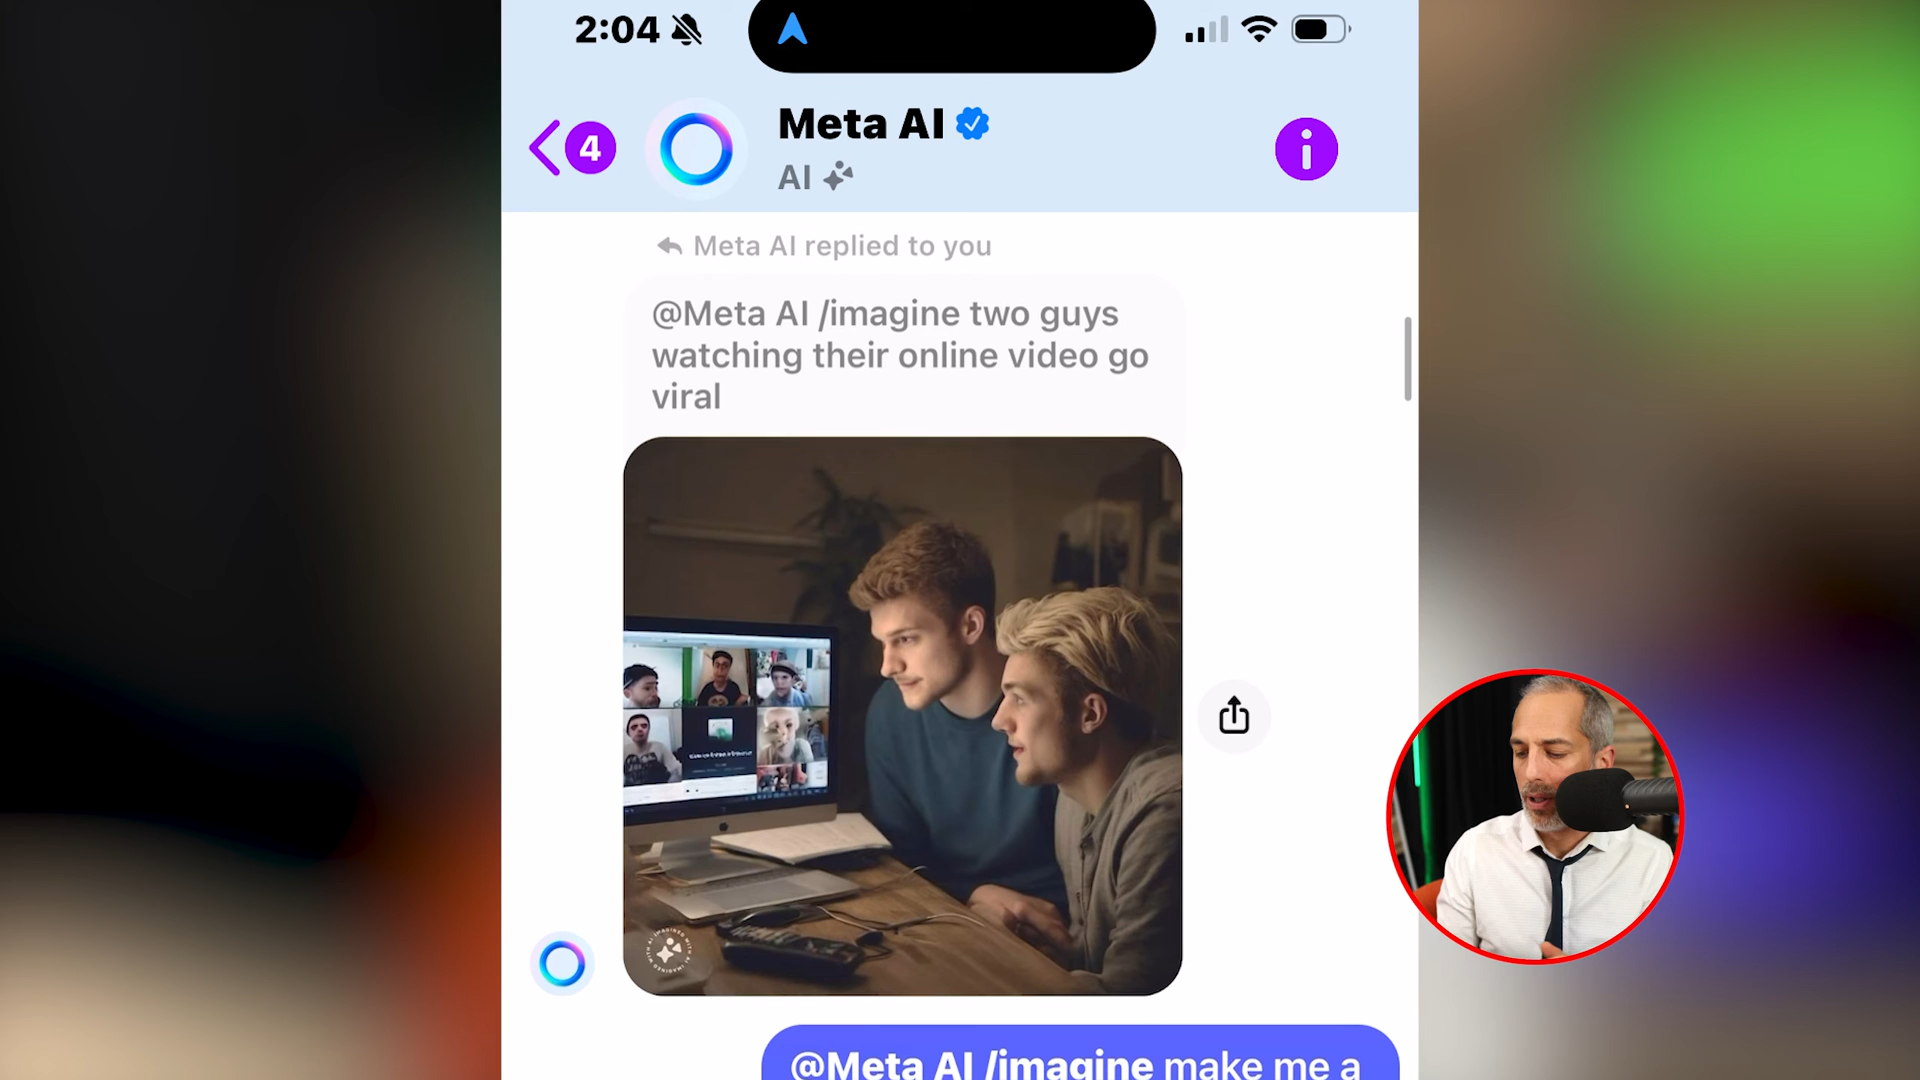 2:04
4
Meta AI
AI
Meta AI replied to you
@Meta AI /imagine two guys
watching their online video go
viral
@Meta AI /imagine make me a